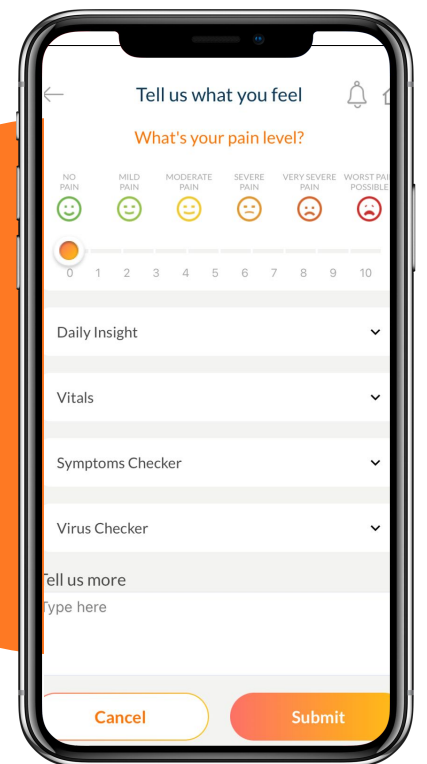 Tell us what you feel
What's your pain level?
NO PAIN
MILD PAIN
MODERATE PAIN
SEVERE PAIN
VERY SEVERE PAIN
WORST PAI POSSIBLE
0 1 2 3 4 5 6 7 8 9 10
Daily Insight
Vitals
Symptoms Checker
Virus Checker
Tell us more
Type here
Cancel
Submit